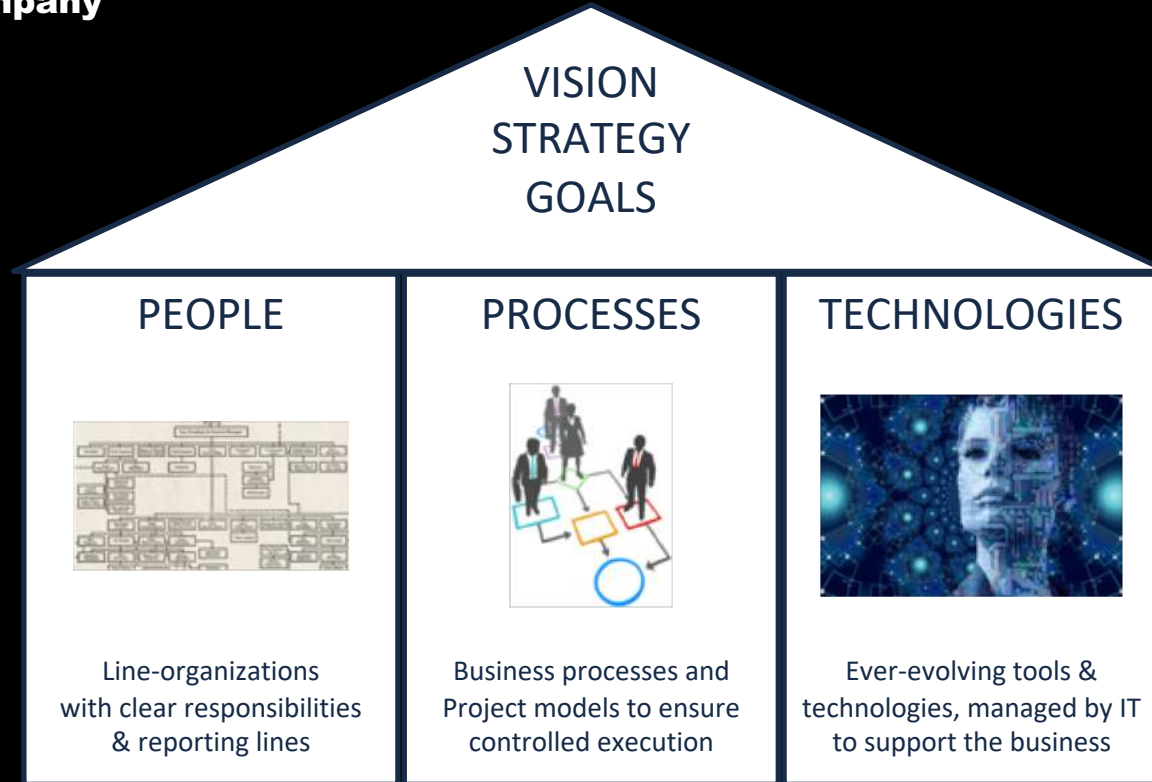 mpany
VISION
STRATEGY
GOALS
PEOPLE
Line-organizations
with clear responsibilities
& reporting lines
PROCESSES
Business processes and
Project models to ensure
controlled execution
TECHNOLOGIES
Ever-evolving tools &
technologies, managed by IT
to support the business